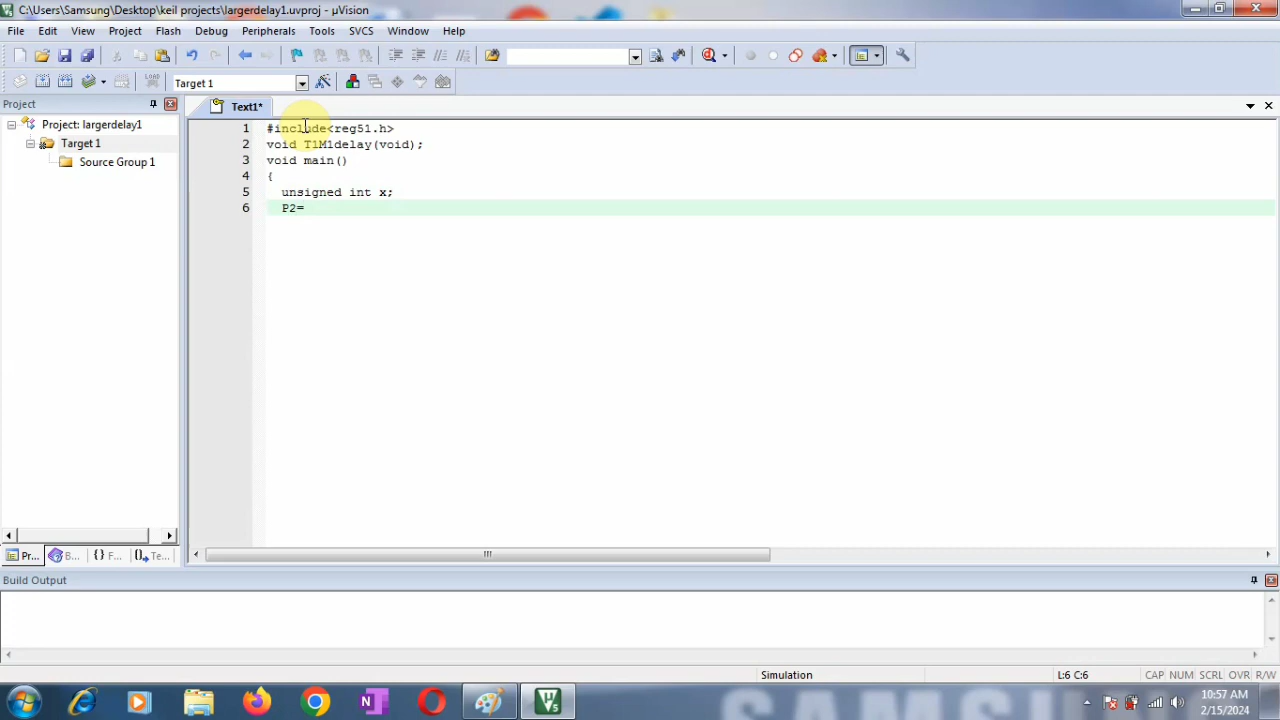 C:\Users\Samsung\Desktop\keil projects\largerdelay1.uvproj - µVision
File Edit View Project Flash Debug Peripherals Tools SVCS Window Help
LOAD Target 1
Project
Project: largerdelay1
Target 1
Source Group 1
Text1*
1 #include<reg51.h>
2 void T1M1delay(void);
3 void main()
4 {
5 unsigned int x;
6 P2=
Pr... B... {} F... Te...
Build Output
Simulation L:6 C:6 CAP NUM SCRL OVR R/W
10:57 AM
2/15/2024